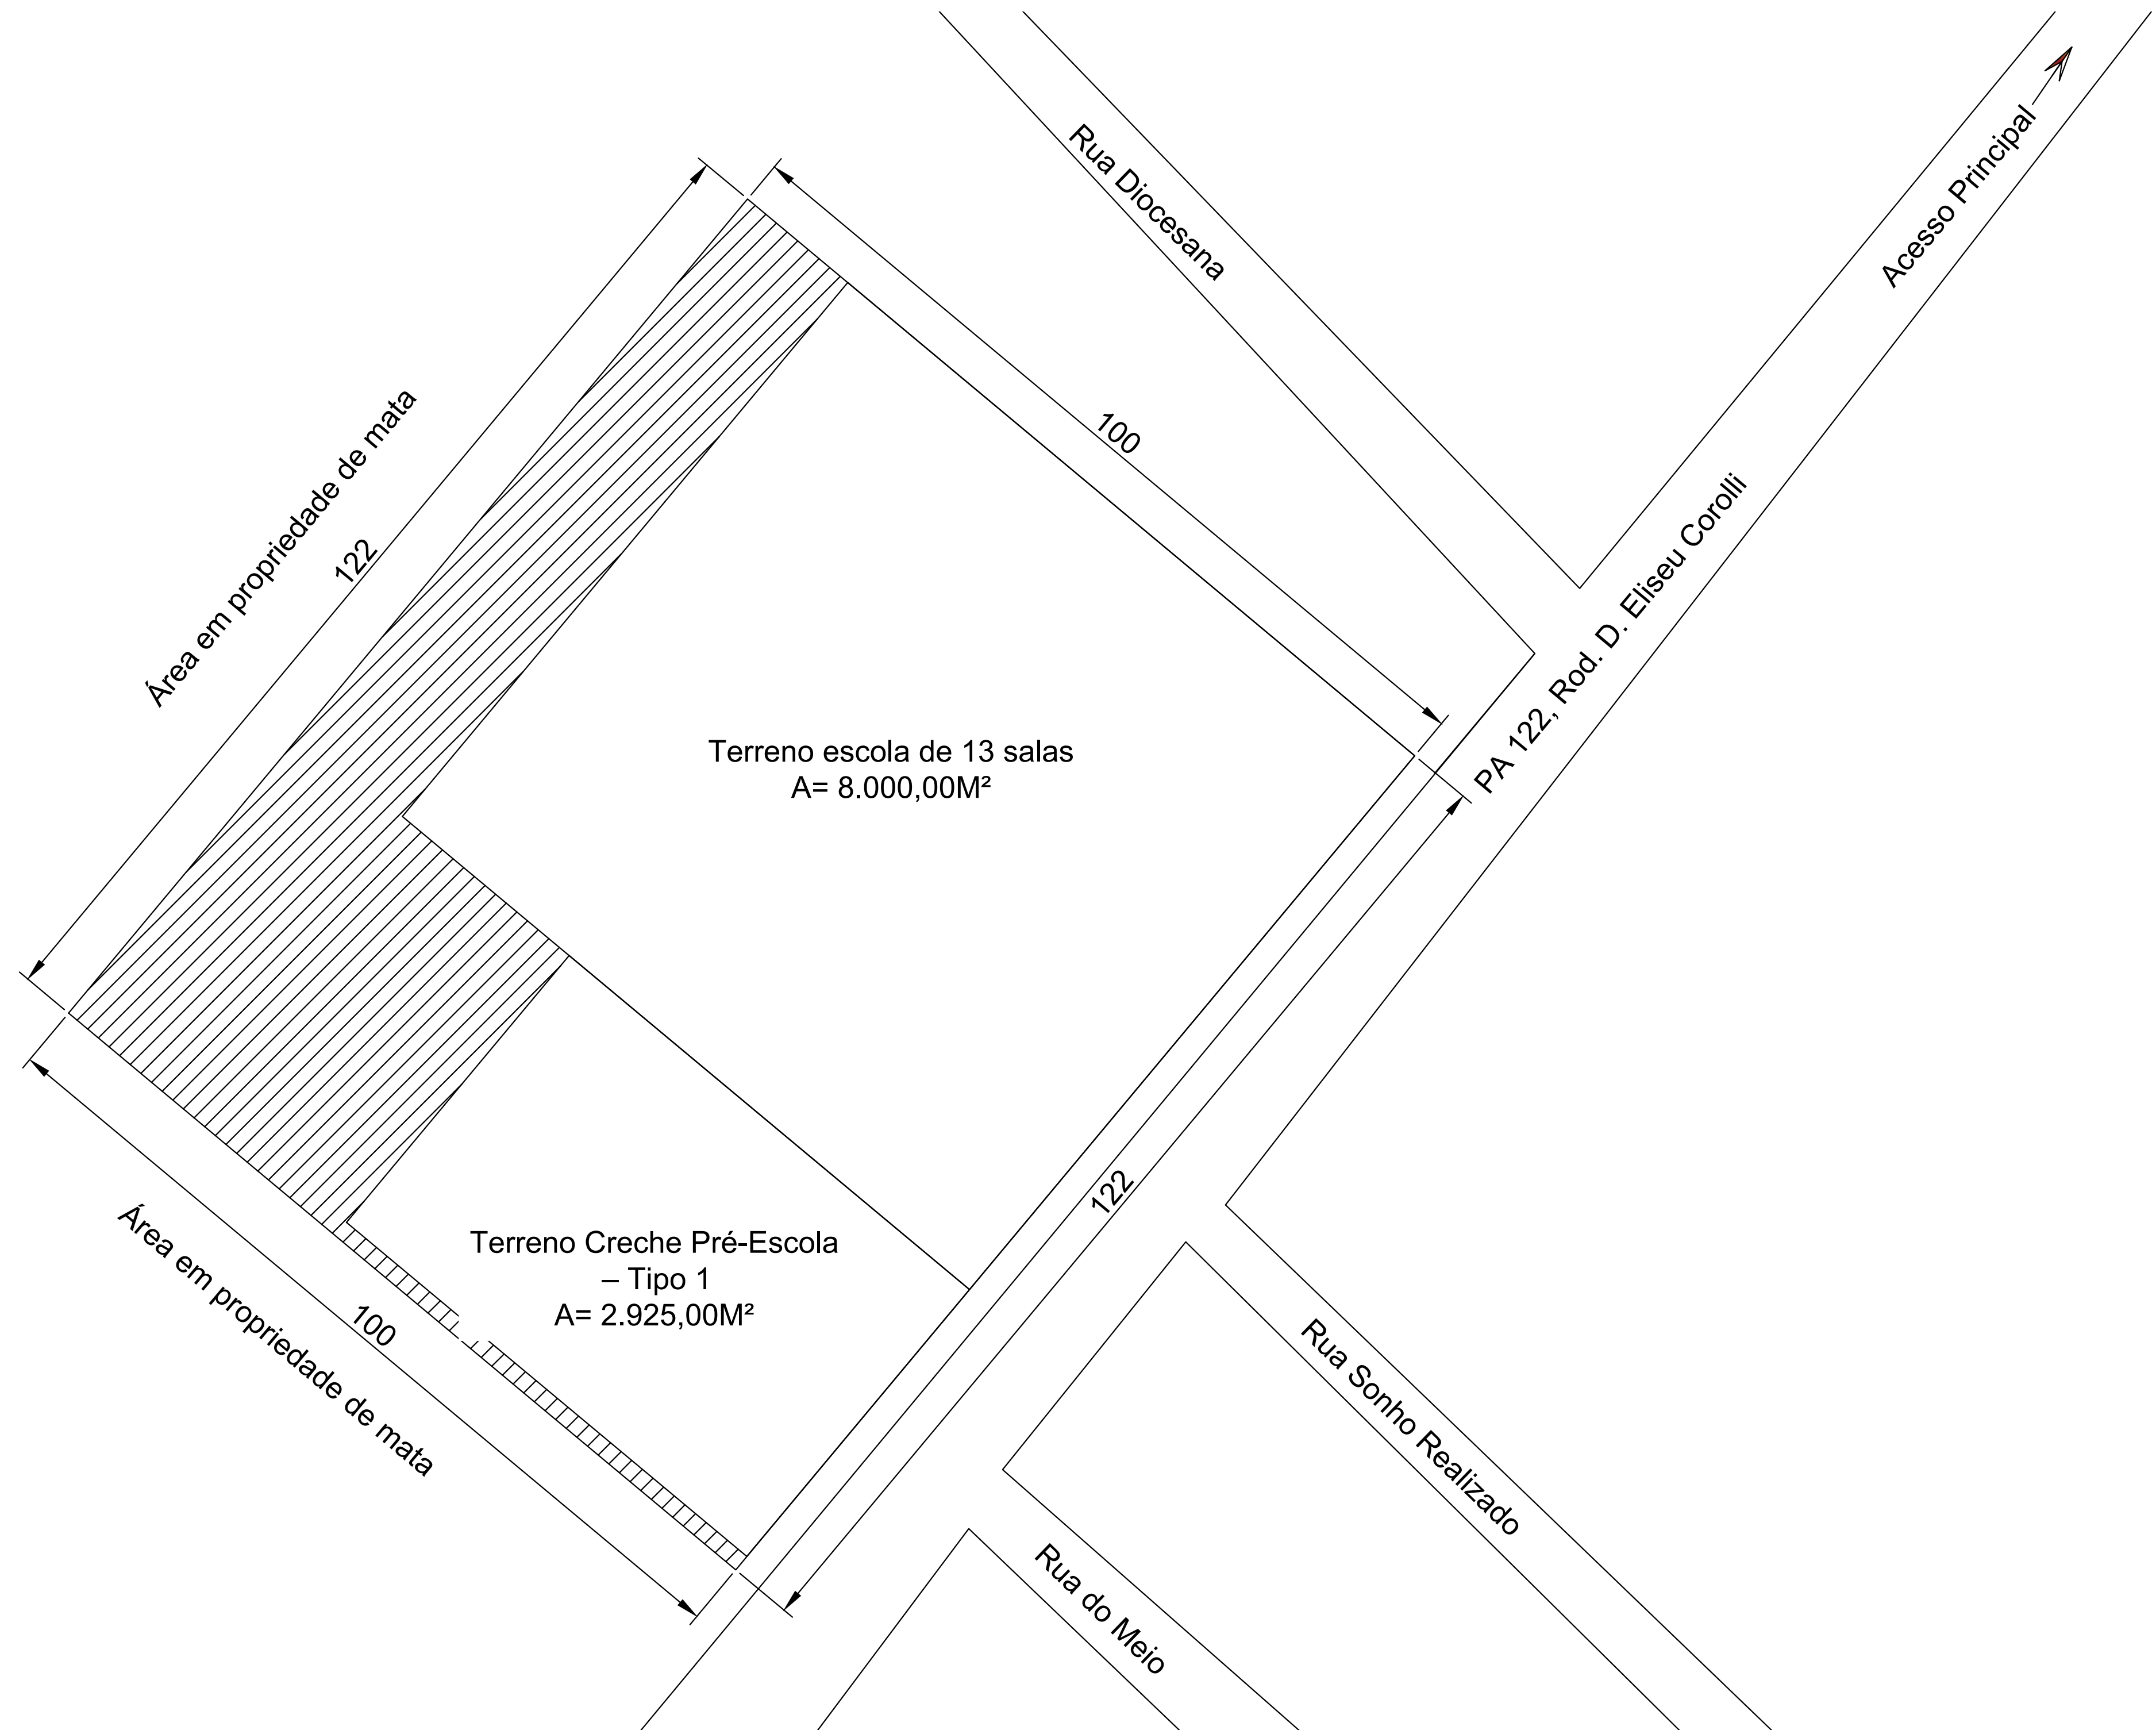 Rua Diocesana
Acesso Principal
100
Área em propriedade de mata
122
PA 122, Rod. D. Eliseu Corolli
Terreno escola de 13 salas
A= 8.000,00M²
122
Área em propriedade de mata
100
Terreno Creche Pré-Escola
– Tipo 1
A= 2.925,00M²
Rua Sonho Realizado
Rua do Meio